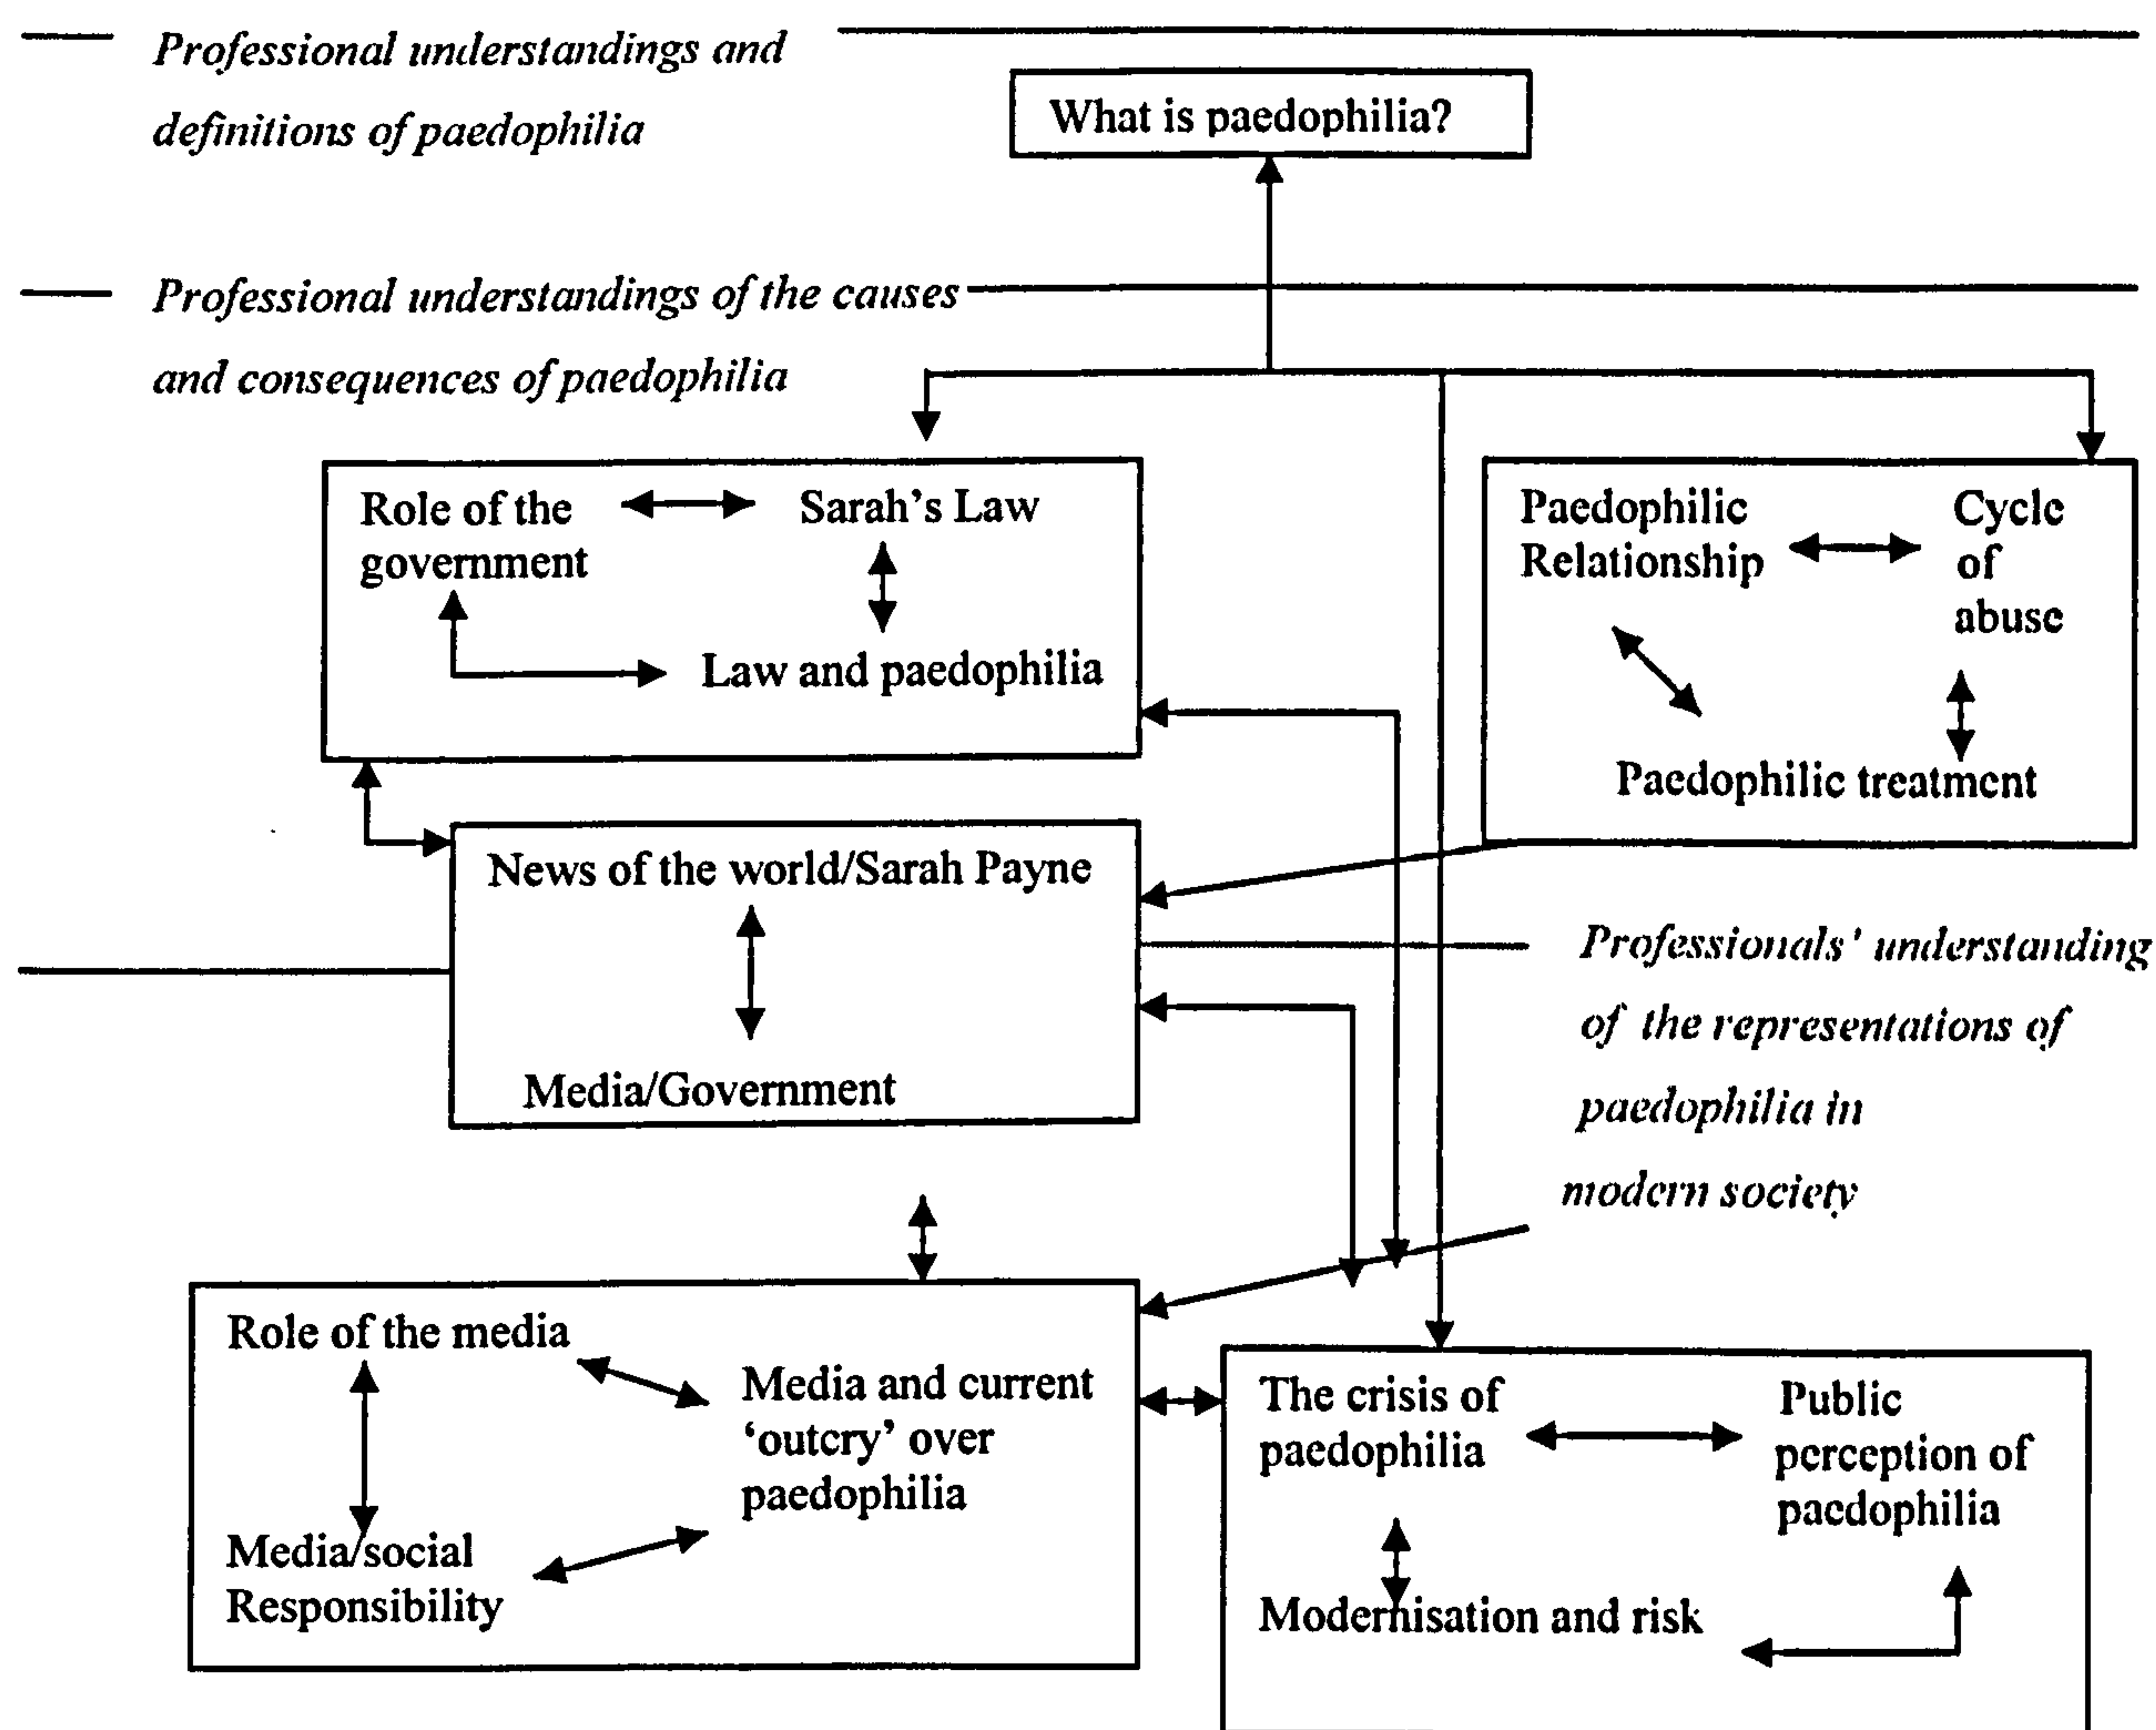 Professional understandings and
definitions of paedophilia
What is paedophilia?
Professional understandings of the causes
and consequences of paedophilia
Role of the
government
Sarah's Law
Law and paedophilia
Paedophilic
Relationship
Cycle
of
abuse
Paedophilic treatment
News of the world/Sarah Payne
Media/Government
Professionals' understanding
of the representations of
paedophilia in
modern society
Role of the media
Media and current
‘outcry’ over
paedophilia
Media/social
Responsibility
The crisis of
paedophilia
Public
perception of
paedophilia
Modernisation and risk